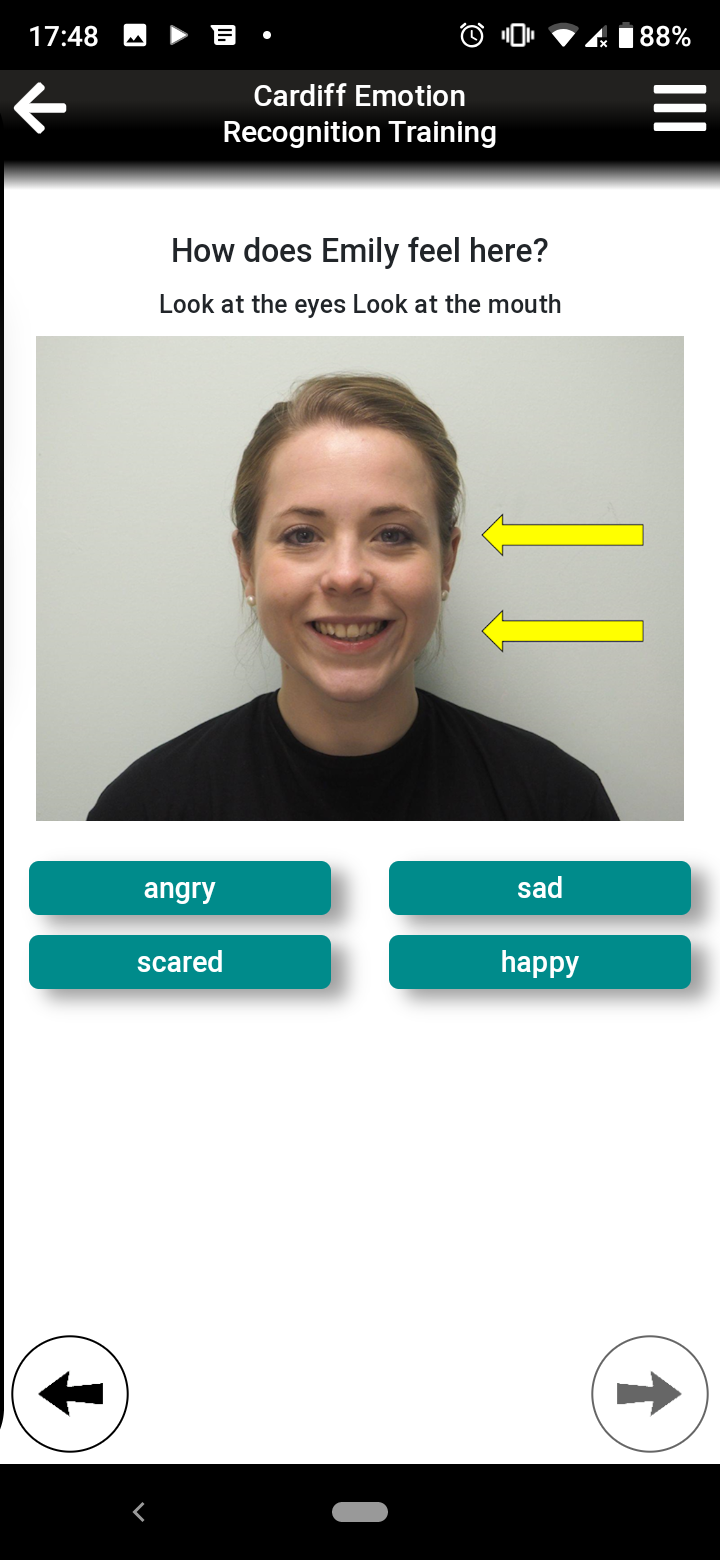 17:48
88%
Cardiff Emotion
Recognition Training
How does Emily feel here?
Look at the eyes Look at the mouth
angry
sad
scared
happy